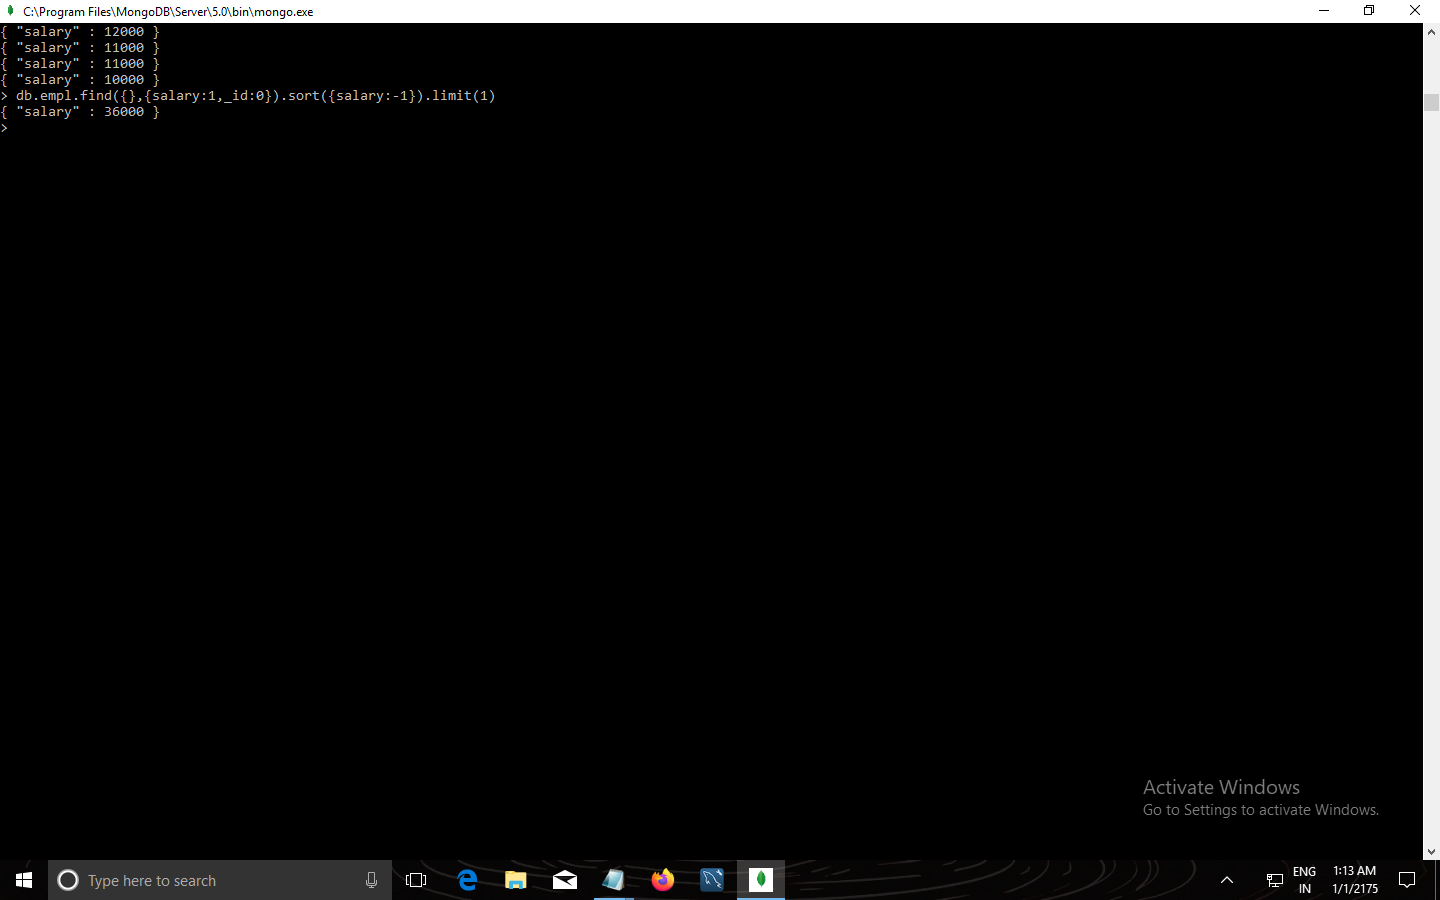 C:\Program Files\MongoDB\Server\5.0\bin\mongo.exe
{ "salary" : 12000 }
{ "salary" : 11000 }
{ "salary" : 11000 }
{ "salary" : 10000 }
> db.empl.find({},{salary:1,_id:0}).sort({salary:-1}).limit(1)
{ "salary" : 36000 }
>
Activate Windows
Go to Settings to activate Windows.
Type here to search
ENG
IN
1:13 AM
1/1/2175